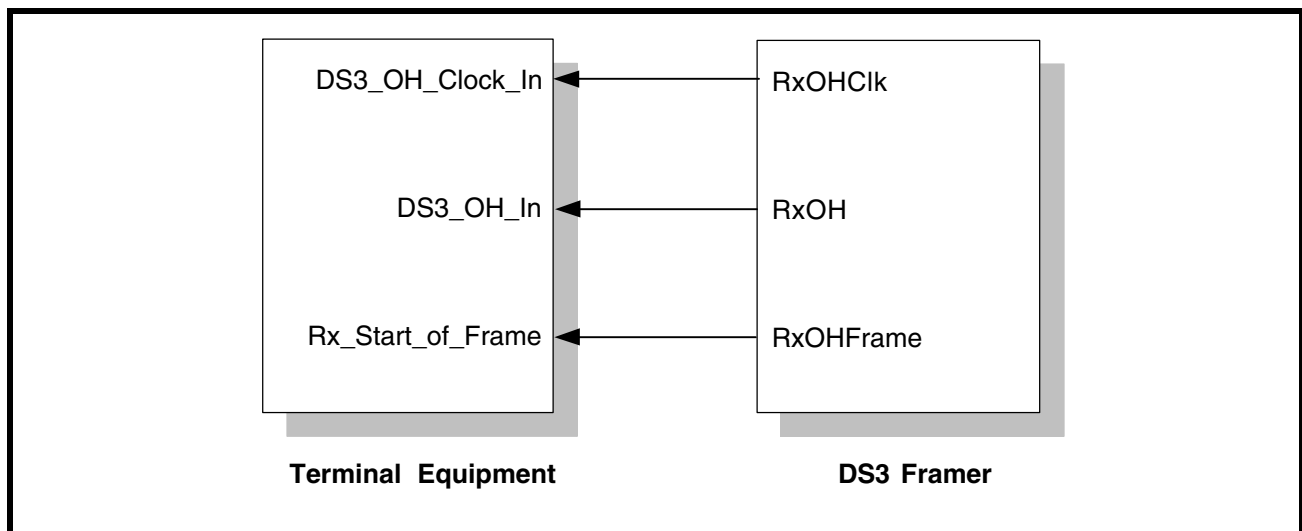 DS3_OH_Clock_In
RxOHClk
DS3_OH_In
RxOH
Rx_Start_of_Frame
RxOHFrame
Terminal Equipment
DS3 Framer